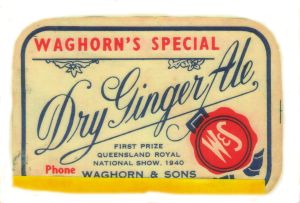 WAGHORN'S SPECIAL
Dry Ginger Ale
FIRST PRIZE
QUEENSLAND ROYAL
NATIONAL SHOW. 1940
W&S
Phone WAGHORN & SONS